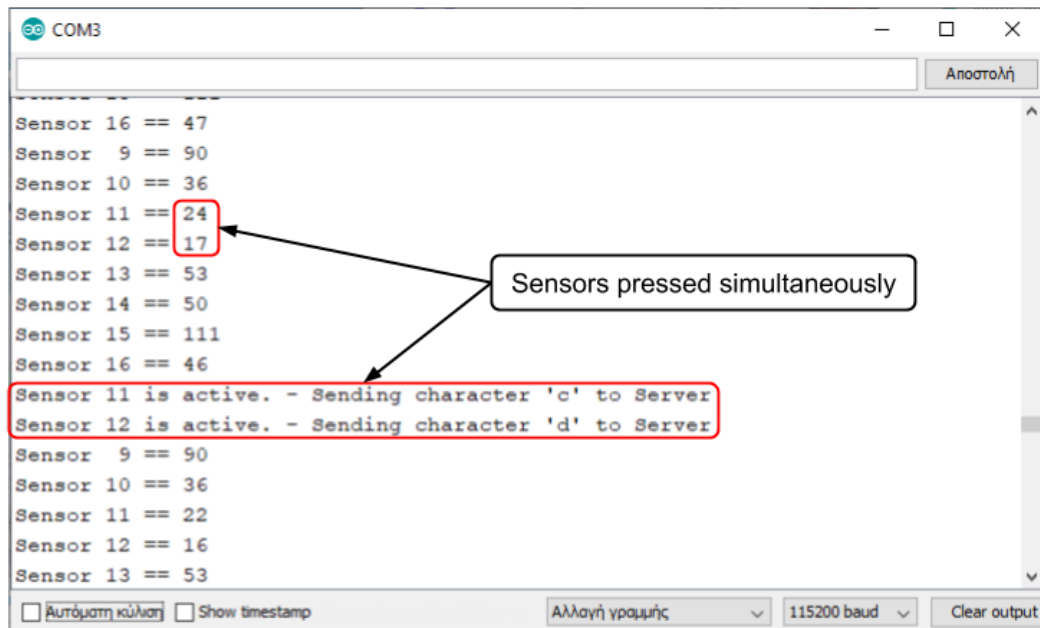 COM3
Αποστολή
Sensor 16 == 47
Sensor  9 == 90
Sensor 10 == 36
Sensor 11 == 24
Sensor 12 == 17
Sensor 13 == 53
Sensor 14 == 50
Sensor 15 == 111
Sensor 16 == 46
Sensors pressed simultaneously
Sensor 11 is active. - Sending character 'c' to Server
Sensor 12 is active. - Sending character 'd' to Server
Sensor  9 == 90
Sensor 10 == 36
Sensor 11 == 22
Sensor 12 == 16
Sensor 13 == 53
Αυτόματη κύλιση Show timestamp Αλλαγή γραμμής 115200 baud Clear output